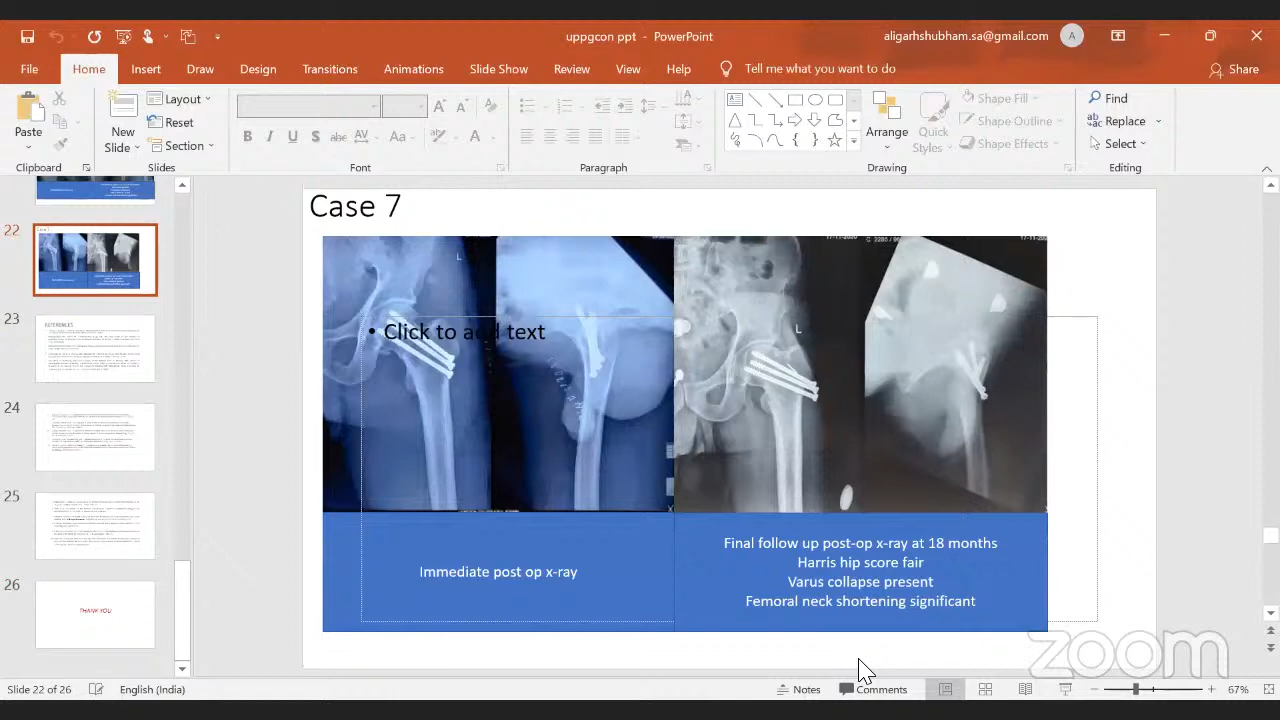 uppgcon ppt - PowerPoint
aligarhshubham.sa@gmail.com
A
File Home Insert Draw Design Transitions Animations Slide Show Review View Help Tell me what you want to do Share
Paste
New Slide
Layout
Reset
Section
B I U S abc AV Aa A
Arrange
Quick Styles
Shape Fill
Shape Outline
Shape Effects
Find
Replace
Select
Clipboard Slides Font Paragraph Drawing Editing
22
23
REFERENCES
24
25
26
THANK YOU
Case 7
L
• Click to add text
L
Immediate post op x-ray
Final follow up post-op x-ray at 18 months
Harris hip score fair
Varus collapse present
Femoral neck shortening significant
zoom
Slide 22 of 26 English (India) Notes Comments 67%